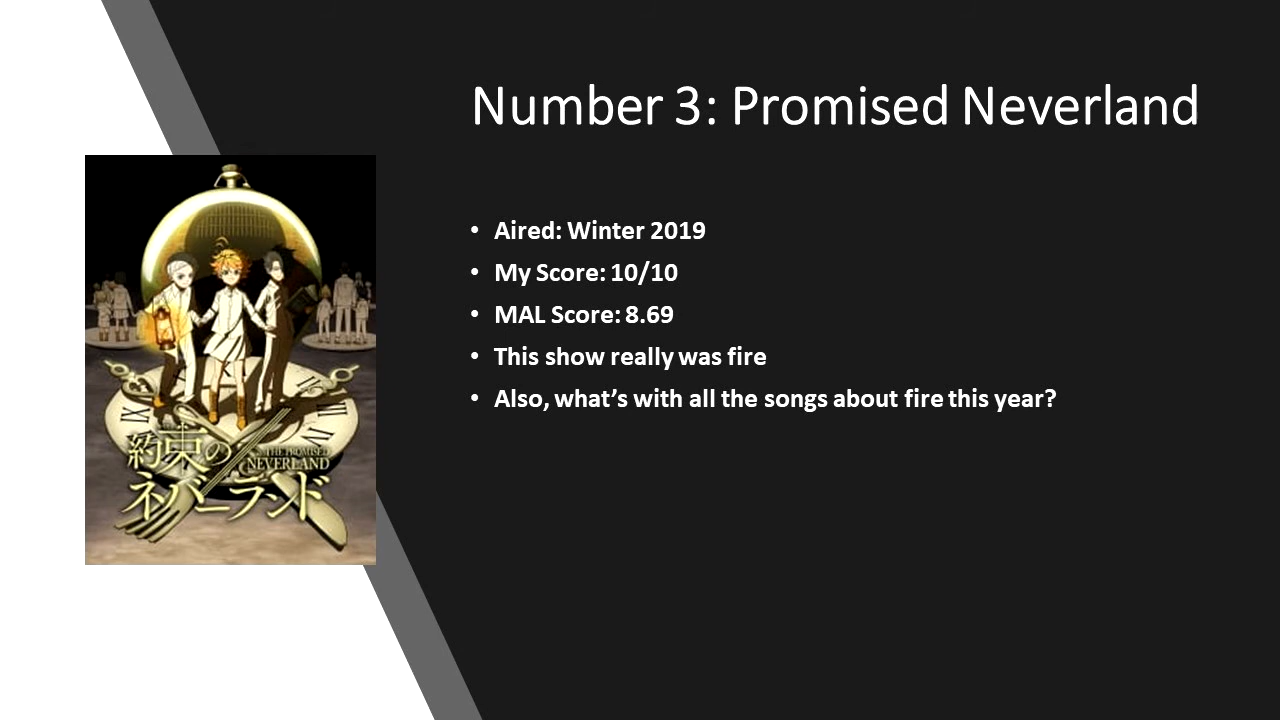 Number 3: Promised Neverland
• Aired: Winter 2019
• My Score: 10/10
• MAL Score: 8.69
• This show really was fire
• Also, what’s with all the songs about fire this year?
IX
約束の
THE PROMISED
NEVERLAND
ネバーランド